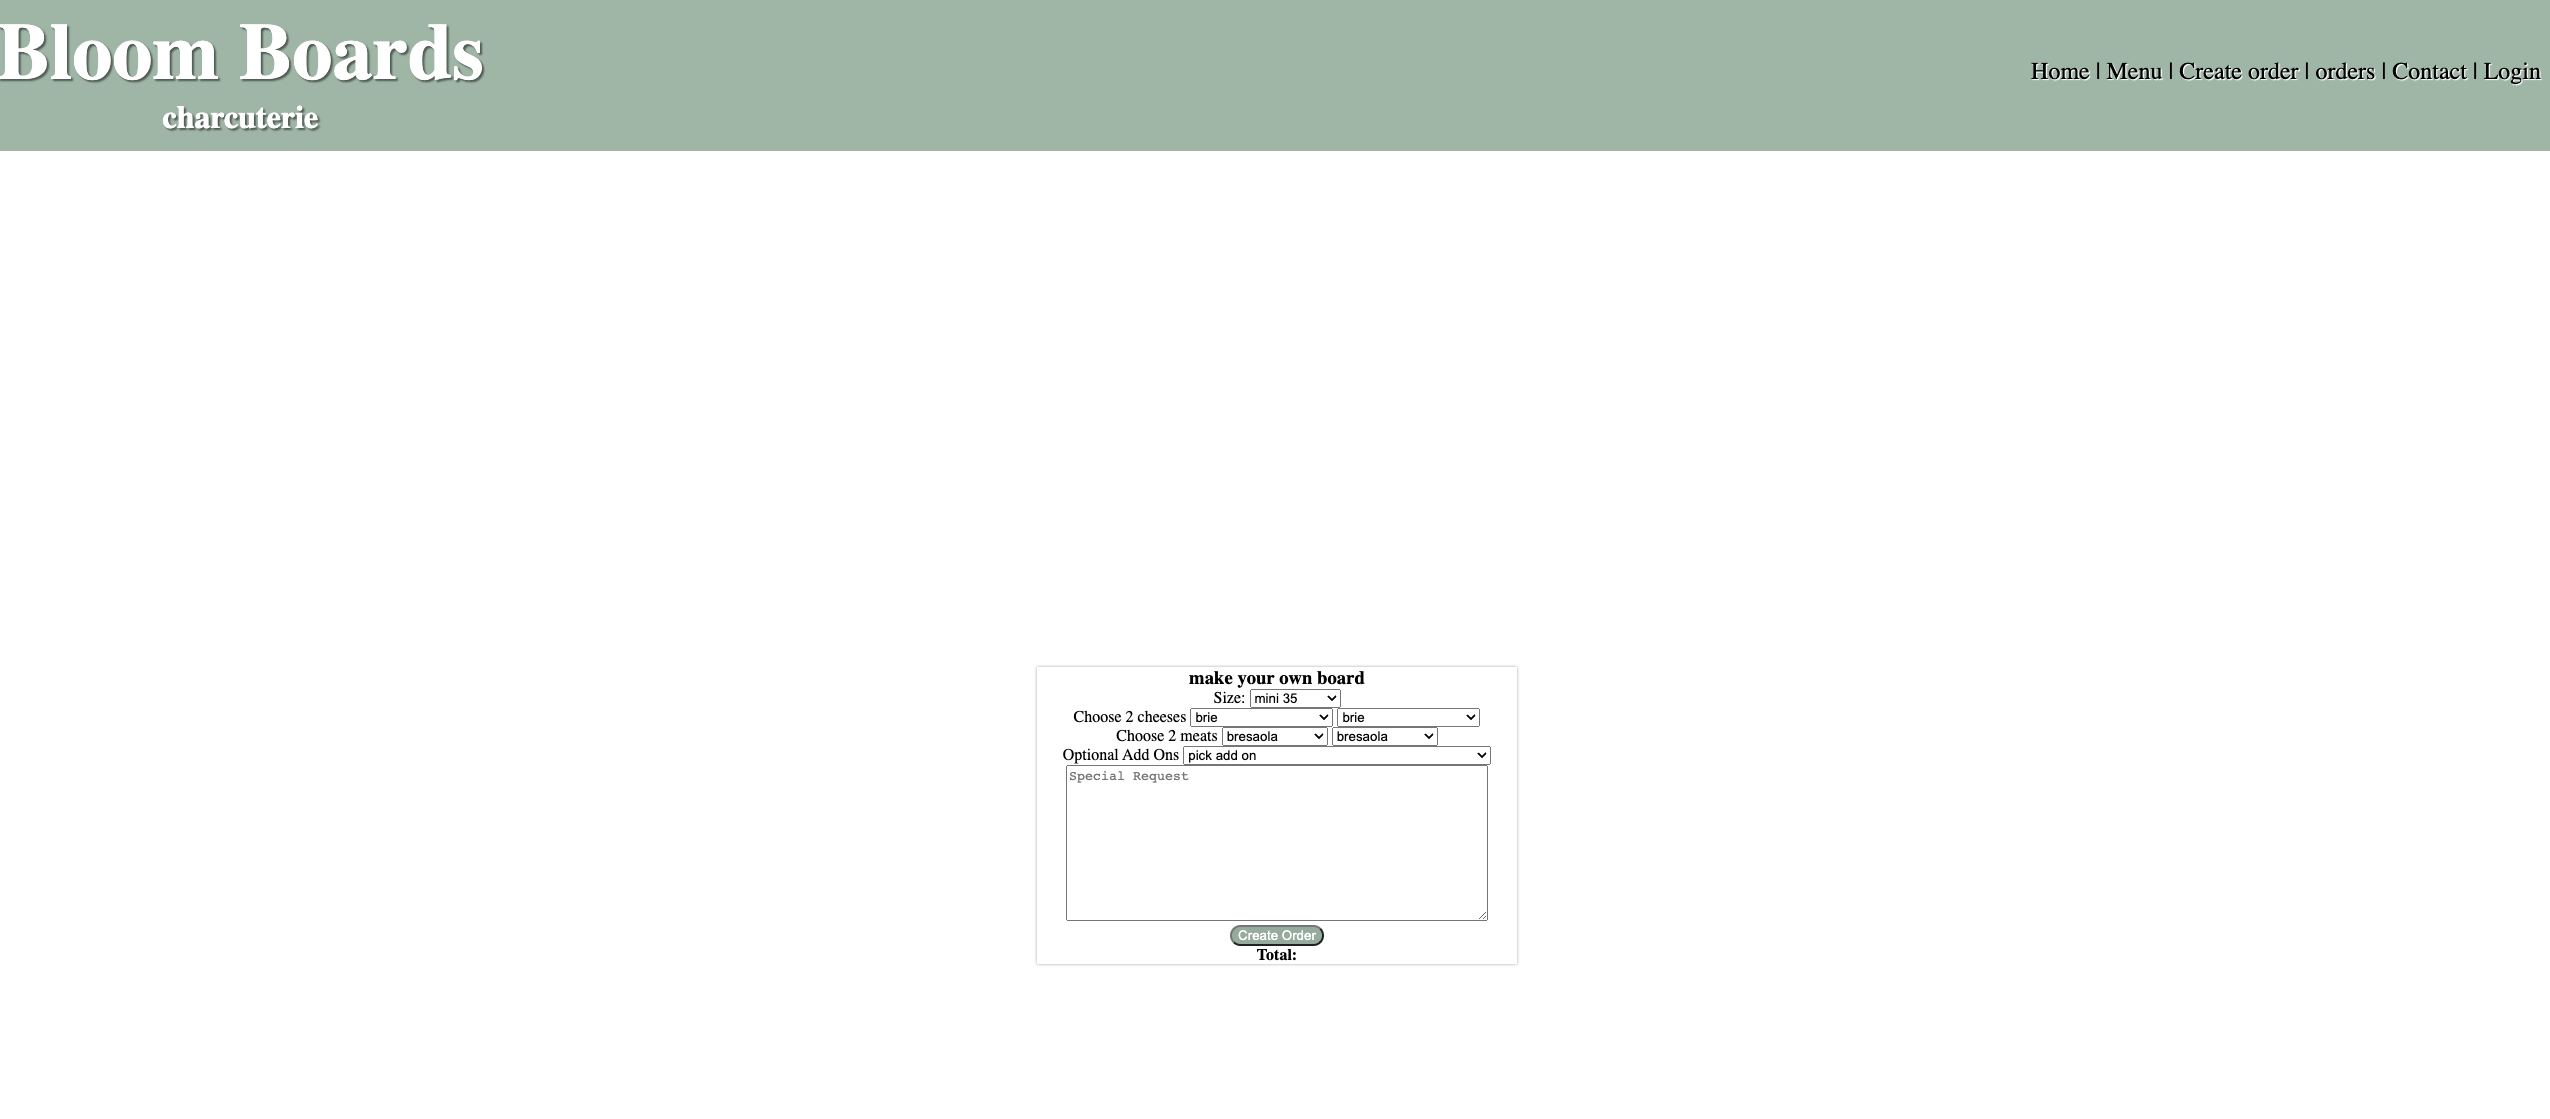 Bloom Boards
charcuterie
Home | Menu | Create order | orders | Contact | Login
make your own board
Size: mini 35
Choose 2 cheeses brie brie
Choose 2 meats bresaola bresaola
Optional Add Ons pick add on
Special Request
Create Order
Total: